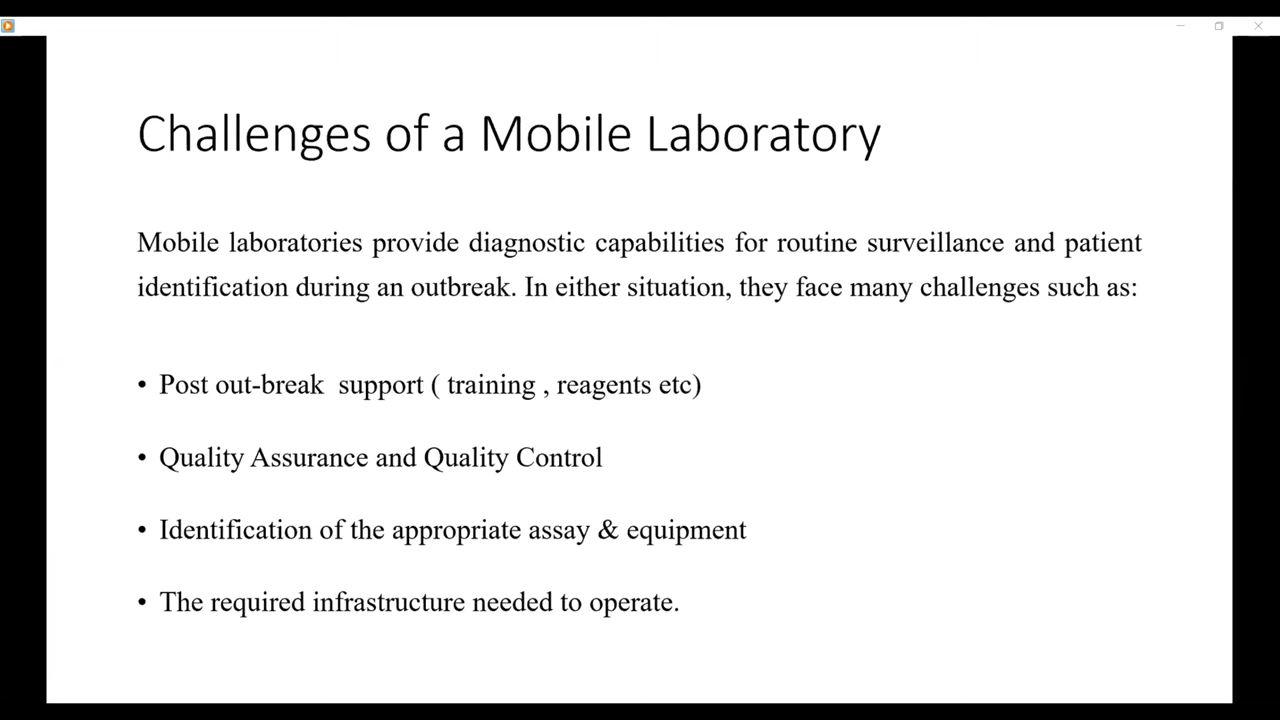 Challenges of a Mobile Laboratory
Mobile laboratories provide diagnostic capabilities for routine surveillance and patient
identification during an outbreak. In either situation, they face many challenges such as:
• Post out-break  support ( training , reagents etc)
• Quality Assurance and Quality Control
• Identification of the appropriate assay & equipment
• The required infrastructure needed to operate.